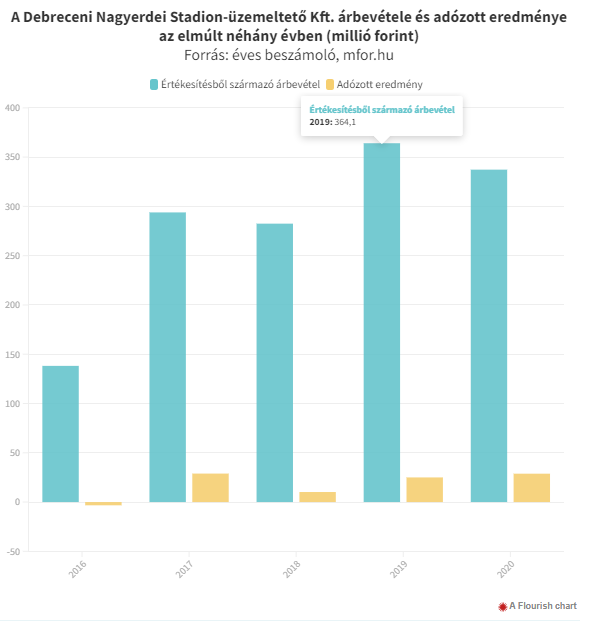 A Debreceni Nagyerdei Stadion-üzemeltető Kft. árbevétele és adózott eredménye
az elmúlt néhány évben (millió forint)
Forrás: éves beszámoló, mfor.hu
Értékesítésből származó árbevétel Adózott eredmény
Értékesítésből származó árbevétel
2019: 364,1
400
350
300
250
200
150
100
50
0
-50
2016 2017 2018 2019 2020
A Flourish chart